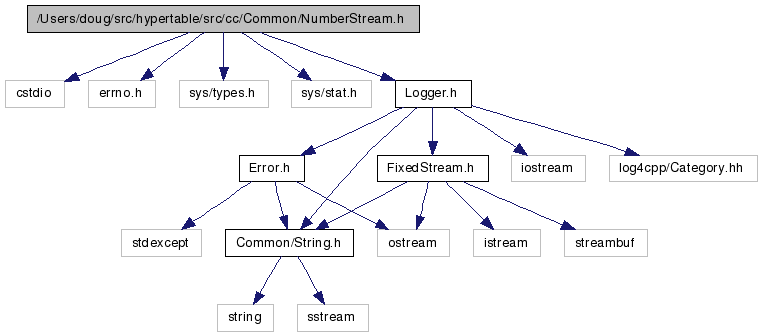 /Users/doug/src/hypertable/src/cc/Common/NumberStream.h
cstdio
errno.h
sys/types.h
sys/stat.h
Logger.h
Error.h
FixedStream.h
iostream
log4cpp/Category.hh
stdexcept
Common/String.h
ostream
istream
streambuf
string
sstream